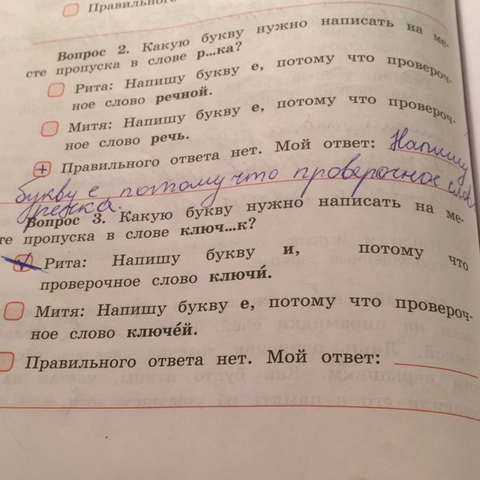 Правильного
Вопрос 2. Какую букву нужно написать на ме-
сте пропуска в слове р...ка?
Рита: Напишу букву е, потому что провероч-
ное слово речной.
Митя: Напишу букву е, потому что провероч-
ное слово речь.
Правильного ответа нет. Мой ответ: Напишу
букву е потому что проверочное слово
речка.
Вопрос 3. Какую букву нужно написать на ме-
сте пропуска в слове ключ...к?
Рита: Напишу букву и, потому что
проверочное слово ключи́.
Митя: Напишу букву е, потому что провероч-
ное слово ключе́й.
Правильного ответа нет. Мой ответ: